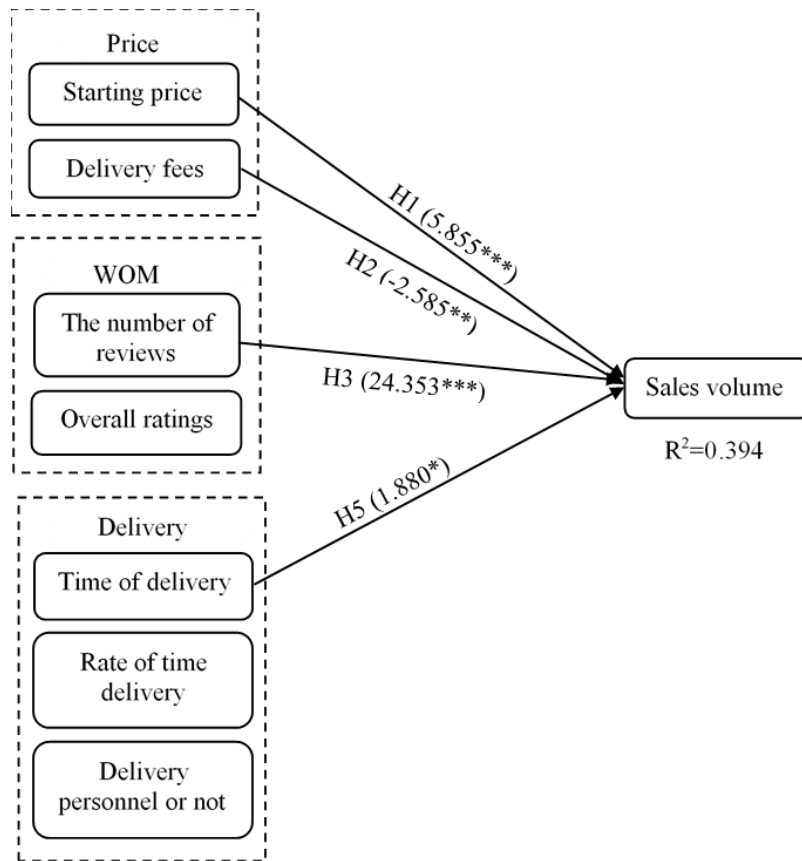 Price
Starting price
Delivery fees
H1 (5.855***)
H2 (-2.585**)
WOM
The number of
reviews
Overall ratings
H3 (24.353***)
Sales volume
R²=0.394
H5 (1.880*)
Delivery
Time of delivery
Rate of time
delivery
Delivery
personnel or not